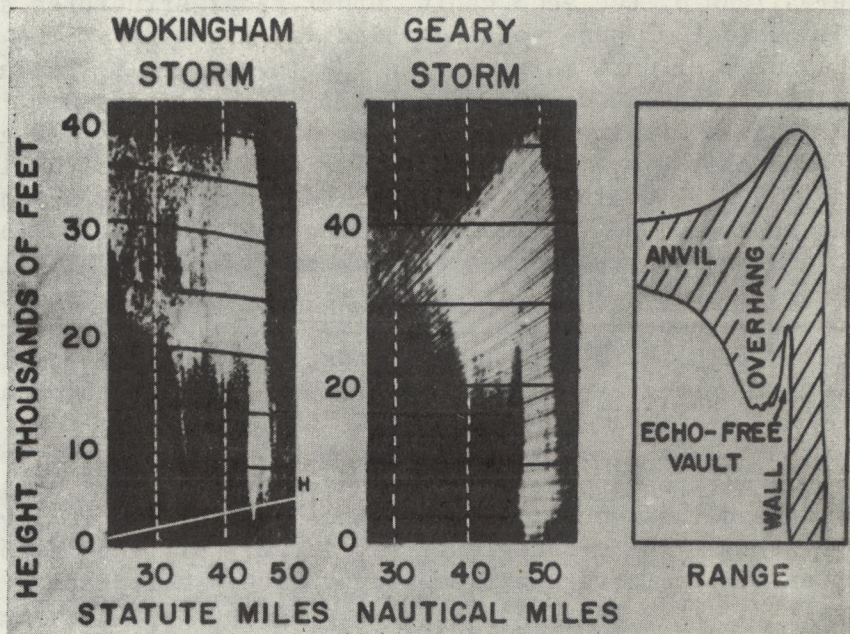 WOKINGHAM
STORM
GEARY
STORM
HEIGHT THOUSANDS OF FEET
40
30
20
10
0
H
30 40 50
STATUTE MILES
40
20
0
30 40 50
NAUTICAL MILES
ANVIL
OVERHANG
ECHO-FREE
VAULT
WALL
RANGE